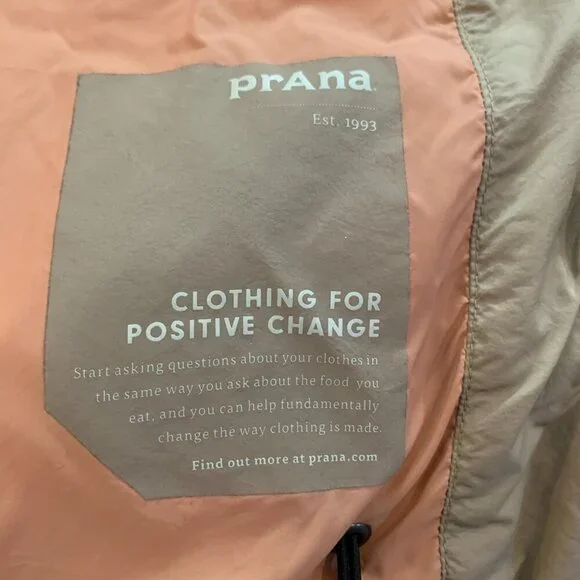 prAna
Est. 1993
CLOTHING FOR
POSITIVE CHANGE
Start asking questions about your clothes in
the same way you ask about the food you
eat, and you can help fundamentally
change the way clothing is made.
Find out more at prana.com